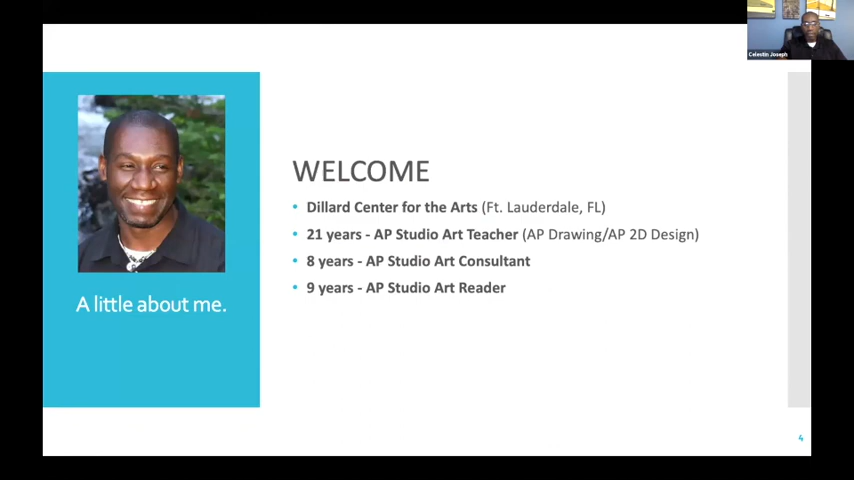 Celestin Joseph
WELCOME
• Dillard Center for the Arts (Ft. Lauderdale, FL)
• 21 years - AP Studio Art Teacher (AP Drawing/AP 2D Design)
• 8 years - AP Studio Art Consultant
• 9 years - AP Studio Art Reader
A little about me.
4